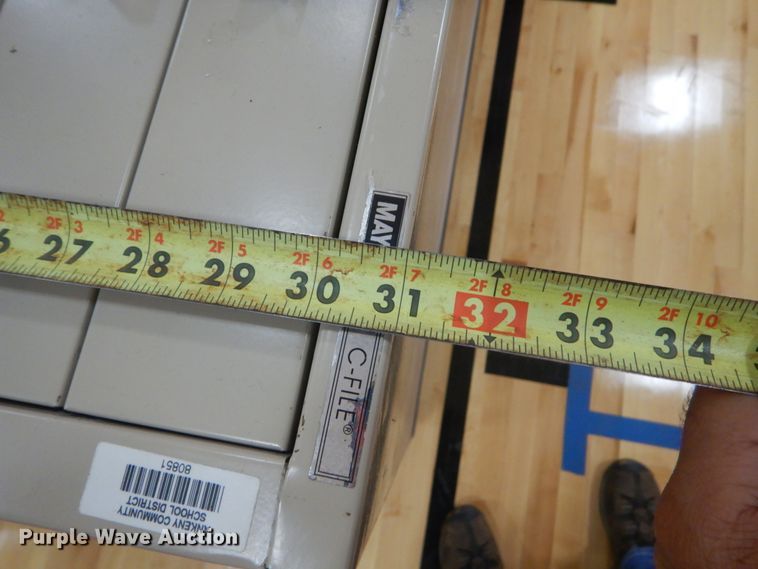 2F 3 2F 4 2F 5 2F 6 2F 7 2F 8 2F 9 2F 10
27 28 29 30 31 32 33 34
MAY
C-FILE®
ANKENY COMMUNITY
SCHOOL DISTRICT
80851
Purple Wave Auction